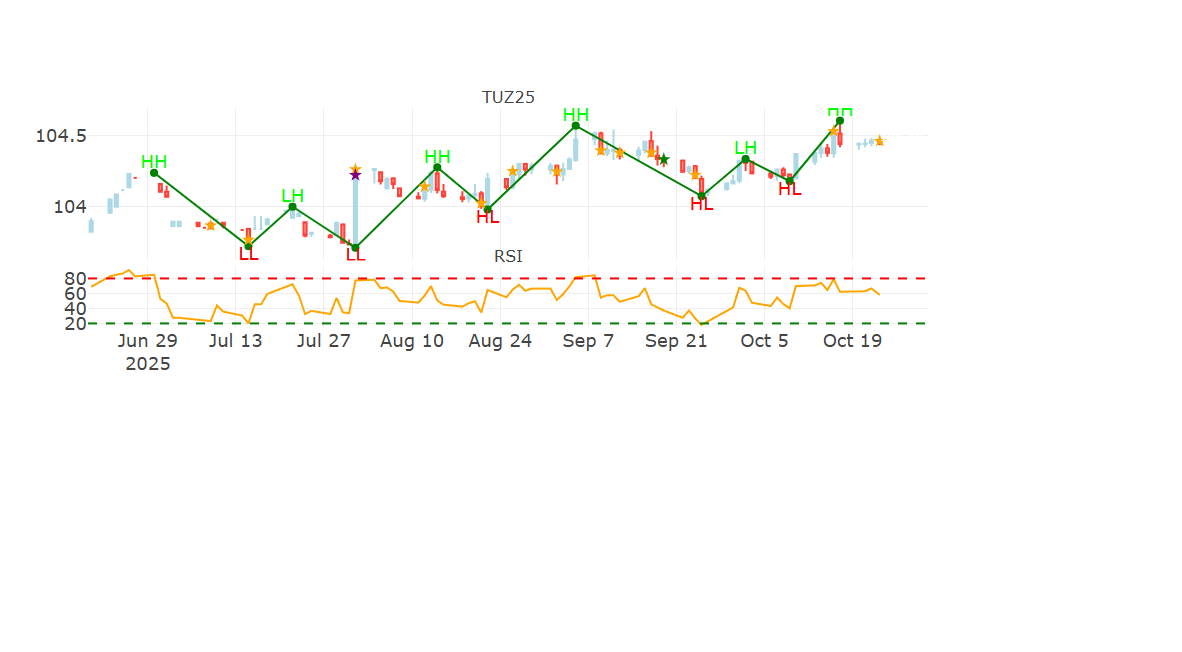 TUZ25
HH
LL
LH
LL
HH
HL
HH
HL
LH
HL
104.5
104
RSI
80
60
40
20
Jun 29
2025
Jul 13
Jul 27
Aug 10
Aug 24
Sep 7
Sep 21
Oct 5
Oct 19